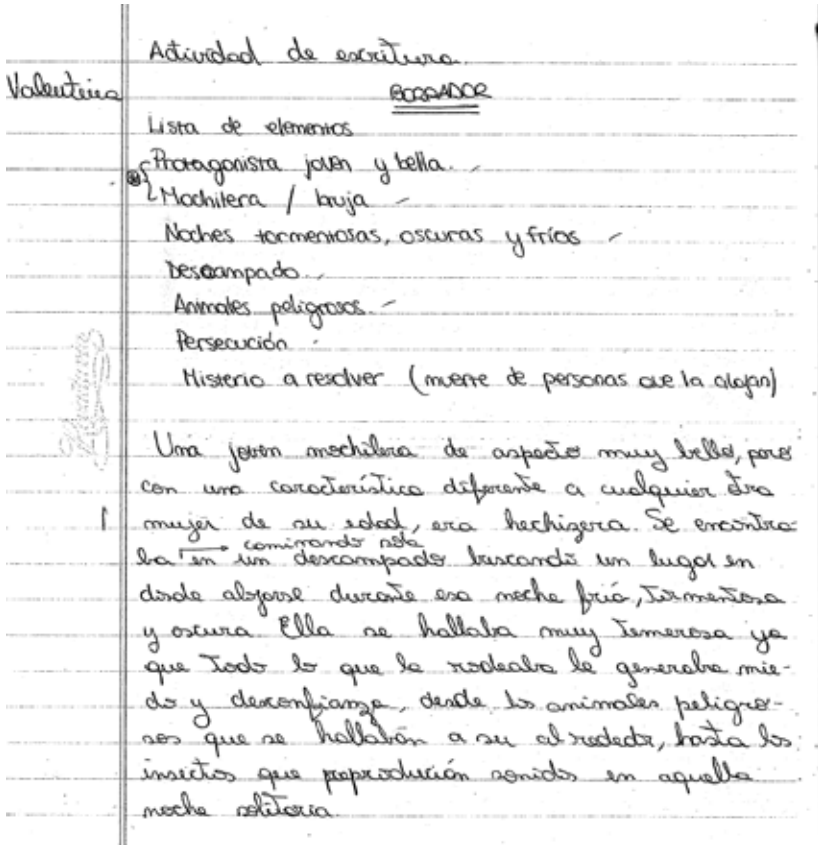 Actividad de escritura
Valentina
BORRADOR
Lista de elementos
Protagonista joven y bella.
Mochilera / bruja
Noches tormentosas, oscuras y fríos
Descampado
Animales peligrosos.
Persecución
Misterio a resolver (muerte de personas que la alojan)
Una joven mochilera de aspecto muy bello, pero
con una característica diferente a cualquier otra
mujer de su edad, era hechizera. Se encontra-
caminando sola
ba en un descampado buscando un lugar en
donde alojarse durante esa noche fría, tormentosa
y oscura Ella se hallaba muy temerosa ya
que todo lo que la rodeaba le generaba mie-
do y desconfianza, desde los animales peligro-
sos que se hallaban a su alrededor, hasta los
insectos que sonidos en aquella
noche solitaria